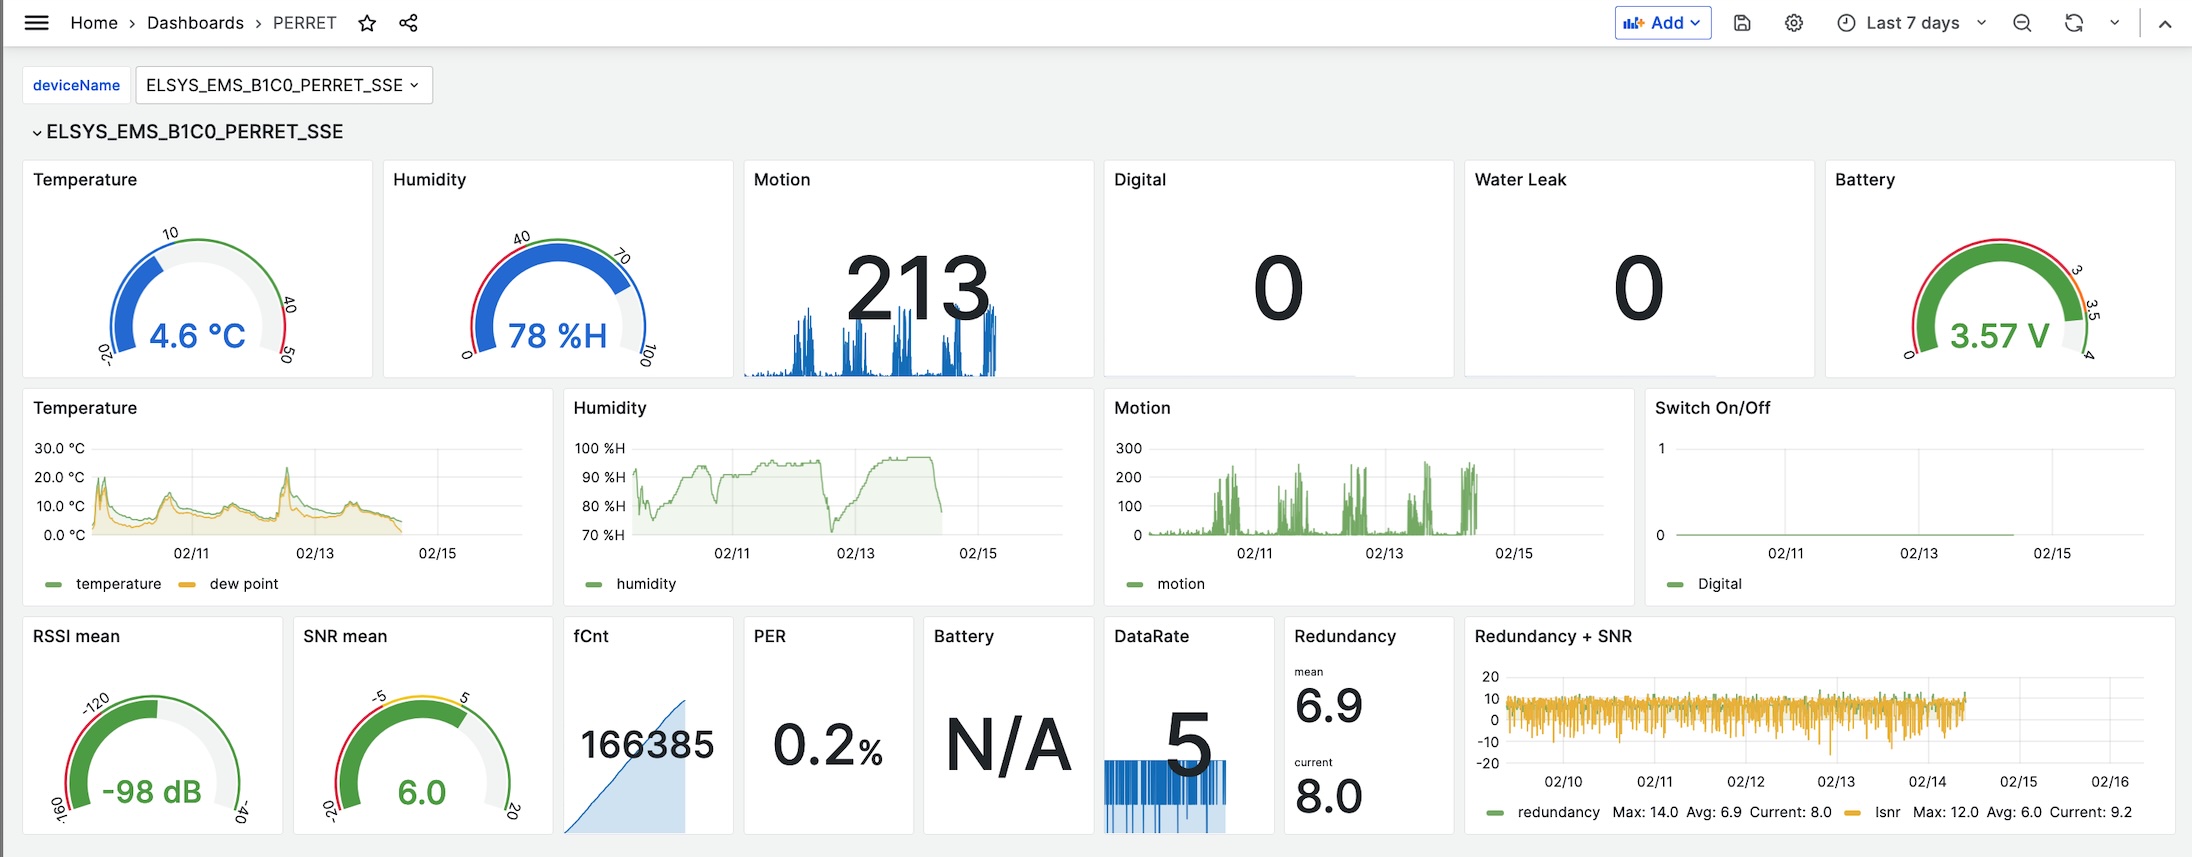 Home › Dashboards › PERRET
Add
Last 7 days
deviceName ELSYS_EMS_B1C0_PERRET_SSE
ELSYS_EMS_B1C0_PERRET_SSE
Temperature
-20 10 40 50
4.6 °C
Humidity
0 40 70 100
78 %H
Motion
213
Digital
0
Water Leak
0
Battery
0 3 3.5 4
3.57 V
Temperature
30.0 °C
20.0 °C
10.0 °C
0.0 °C
02/11 02/13 02/15
temperature dew point
Humidity
100 %H
90 %H
80 %H
70 %H
02/11 02/13 02/15
humidity
Motion
300
200
100
0
02/11 02/13 02/15
motion
Switch On/Off
1
0
02/11 02/13 02/15
Digital
RSSI mean
-160 -120 -40
-98 dB
SNR mean
-20 -5 5 20
6.0
fCnt
166385
PER
0.2%
Battery
N/A
DataRate
5
Redundancy
mean
6.9
current
8.0
Redundancy + SNR
20
10
0
-10
-20
02/10 02/11 02/12 02/13 02/14 02/15 02/16
redundancy Max: 14.0 Avg: 6.9 Current: 8.0 lsnr Max: 12.0 Avg: 6.0 Current: 9.2